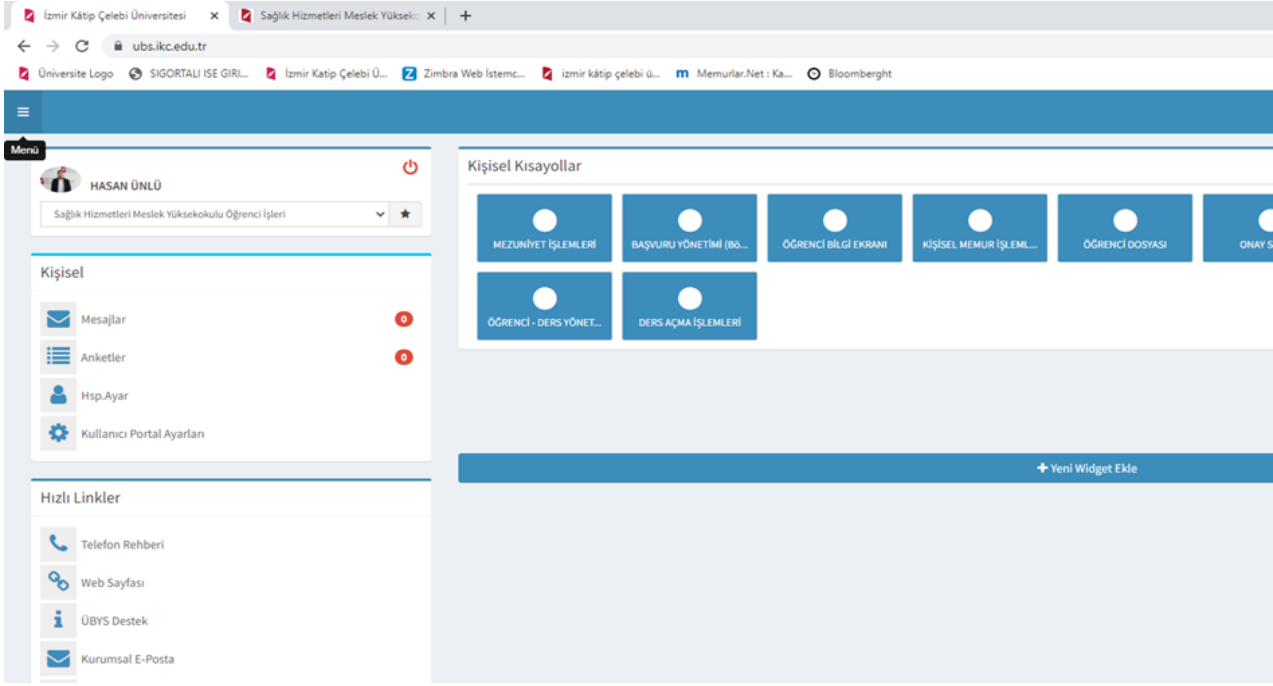 İzmir Kâtip Çelebi Üniversitesi
Sağlık Hizmetleri Meslek Yüksekc
ubs.ikc.edu.tr
Üniversite Logo
SIGORTALI ISE GIRI...
İzmir Katip Çelebi Ü...
Zimbra Web İstemc...
izmir kâtip çelebi ü...
Memurlar.Net : Ka...
Bloomberght
Menü
HASAN ÜNLÜ
Sağlık Hizmetleri Meslek Yüksekokulu Öğrenci İşleri
Kişisel
Mesajlar
0
Anketler
0
Hsp.Ayar
Kullanıcı Portal Ayarları
Hızlı Linkler
Telefon Rehberi
Web Sayfası
ÜBYS Destek
Kurumsal E-Posta
Kişisel Kısayollar
MEZUNİYET İŞLEMLERİ
BAŞVURU YÖNETİMİ (Bö...
ÖĞRENCİ BİLGİ EKRANI
KİŞİSEL MEMUR İŞLEML...
ÖĞRENCİ DOSYASI
ONAY S
ÖĞRENCİ - DERS YÖNET...
DERS AÇMA İŞLEMLERİ
Yeni Widget Ekle